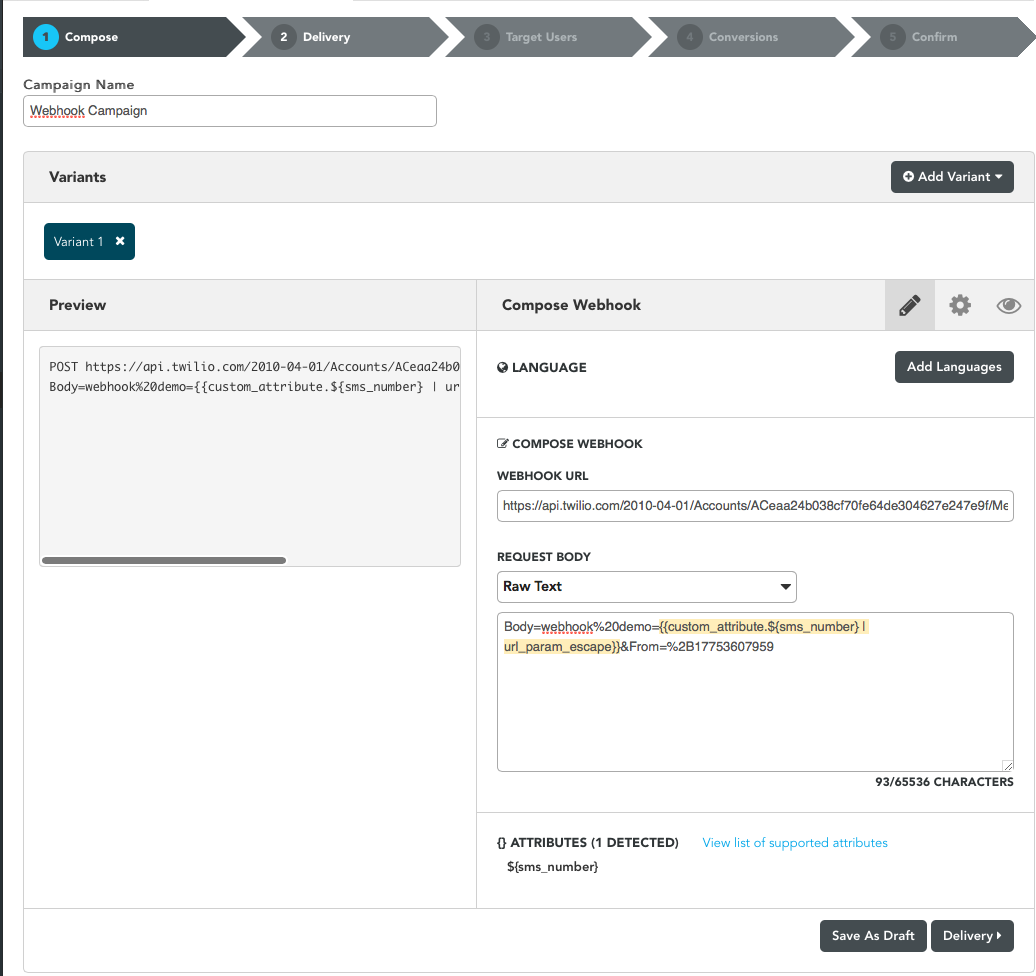 1 Compose 2 Delivery 3 Target Users 4 Conversions 5 Confirm
Campaign Name
Webhook Campaign
Variants
Add Variant
Variant 1
Preview
Compose Webhook
POST https://api.twilio.com/2010-04-01/Accounts/ACeaa24b0
Body=webhook%20demo={{custom_attribute.${sms_number} | ur
LANGUAGE
Add Languages
COMPOSE WEBHOOK
WEBHOOK URL
https://api.twilio.com/2010-04-01/Accounts/ACeaa24b038cf70fe64de304627e247e9f/Me
REQUEST BODY
Raw Text
Body=webhook%20demo={{custom_attribute.${sms_number} |
url_param_escape}}&From=%2B17753607959
93/65536 CHARACTERS
{} ATTRIBUTES (1 DETECTED) View list of supported attributes
${sms_number}
Save As Draft
Delivery